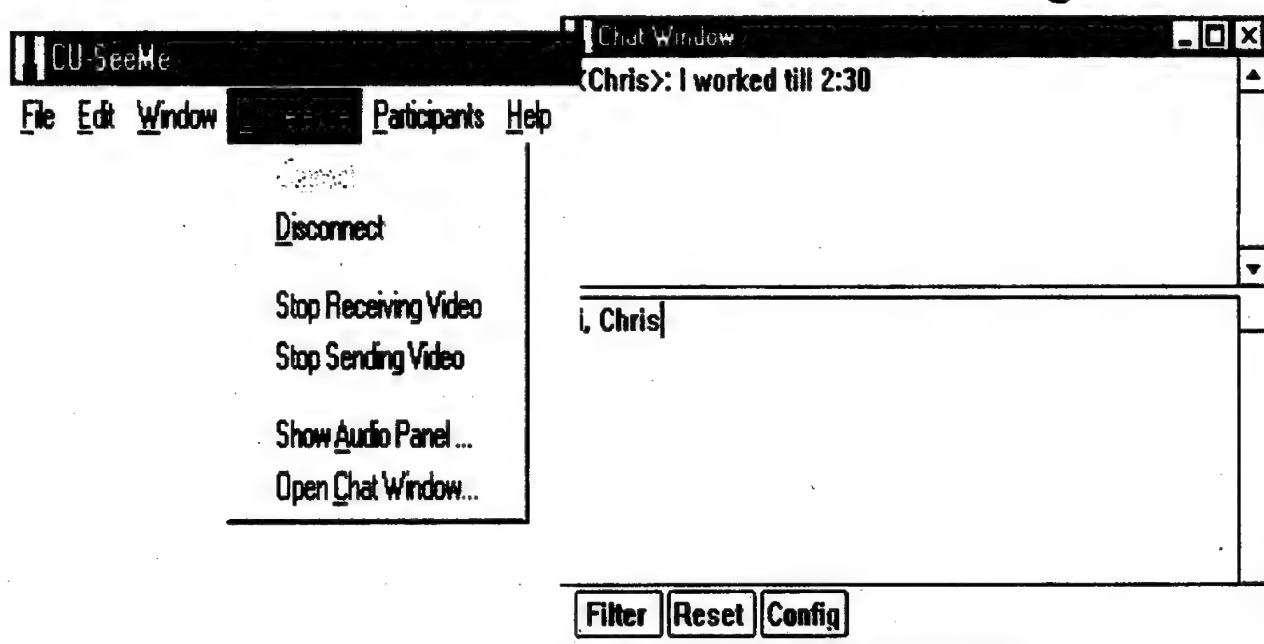 CU-SeeMe
File Edit Window Participants Help
Disconnect
Stop Receiving Video
Stop Sending Video
Show Audio Panel ...
Open Chat Window...
Chat Window
<Chris>: I worked till 2:30
i, Chris
Filter Reset Config